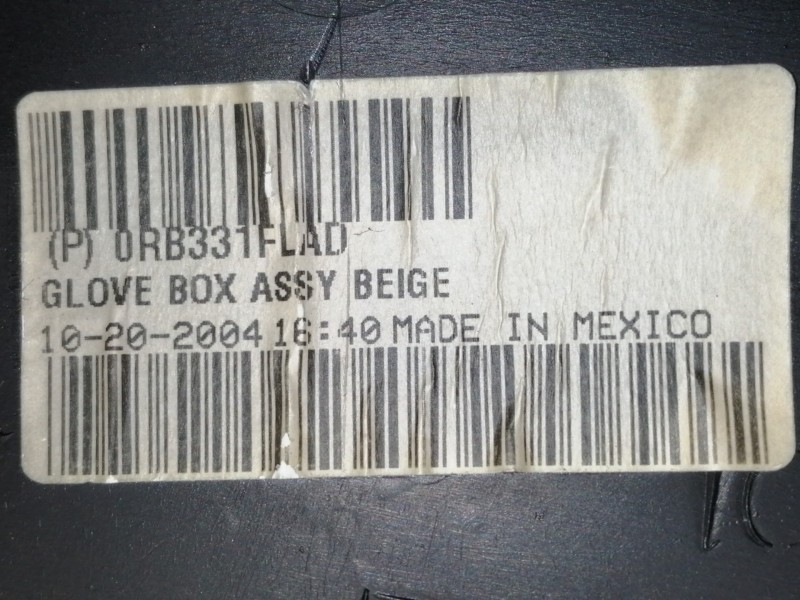 (P) 0RB331FLAD
GLOVE BOX ASSY BEIGE
10-20-2004 16:40 MADE IN MEXICO